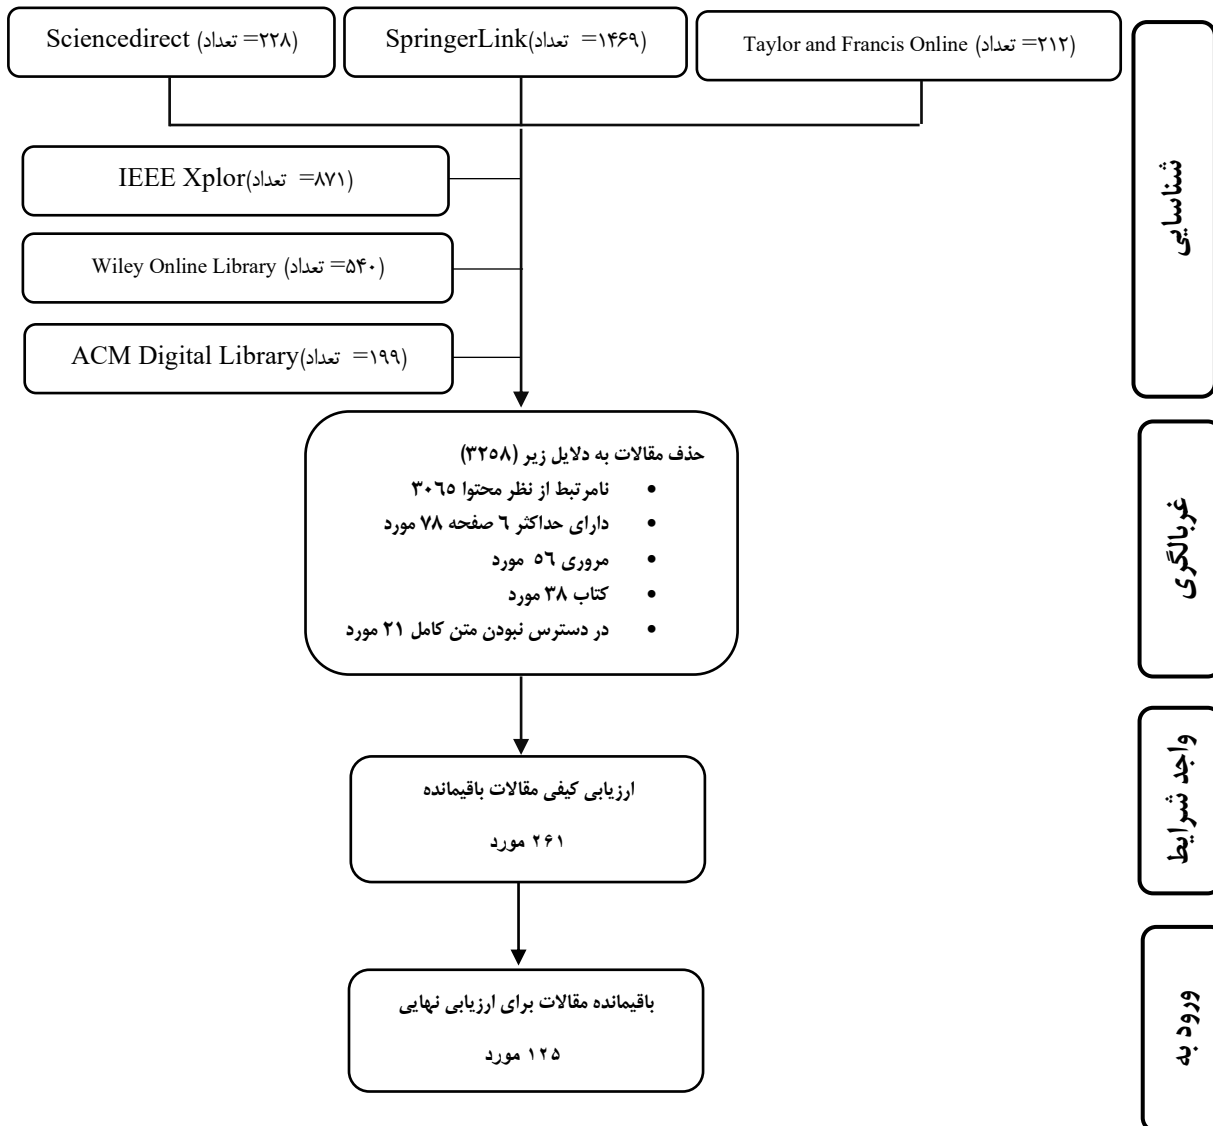 Sciencedirect (تعداد =۲۲۸)
SpringerLink(تعداد =۱۴۶۹)
Taylor and Francis Online (تعداد =۲۱۲)
IEEE Xplor(تعداد =۸۷۱)
Wiley Online Library (تعداد =۵۴۰)
ACM Digital Library(تعداد =۱۹۹)
حذف مقالات به دلایل زیر (۳۲۵۸)
• نامرتبط از نظر محتوا ۳۰۶۵
• دارای حداکثر ۶ صفحه ۷۸ مورد
• مروری ۵۶ مورد
• کتاب ۳۸ مورد
• در دسترس نبودن متن کامل ۲۱ مورد
ارزیابی کیفی مقالات باقیمانده
۲۶۱ مورد
باقیمانده مقالات برای ارزیابی نهایی
۱۲۵ مورد
شناسایی
غربالگری
واجد شرایط
ورود به